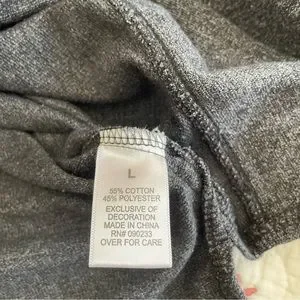 L
55% COTTON
45% POLYESTER
EXCLUSIVE OF
DECORATION
MADE IN CHINA
RN# 090233
OVER FOR CARE